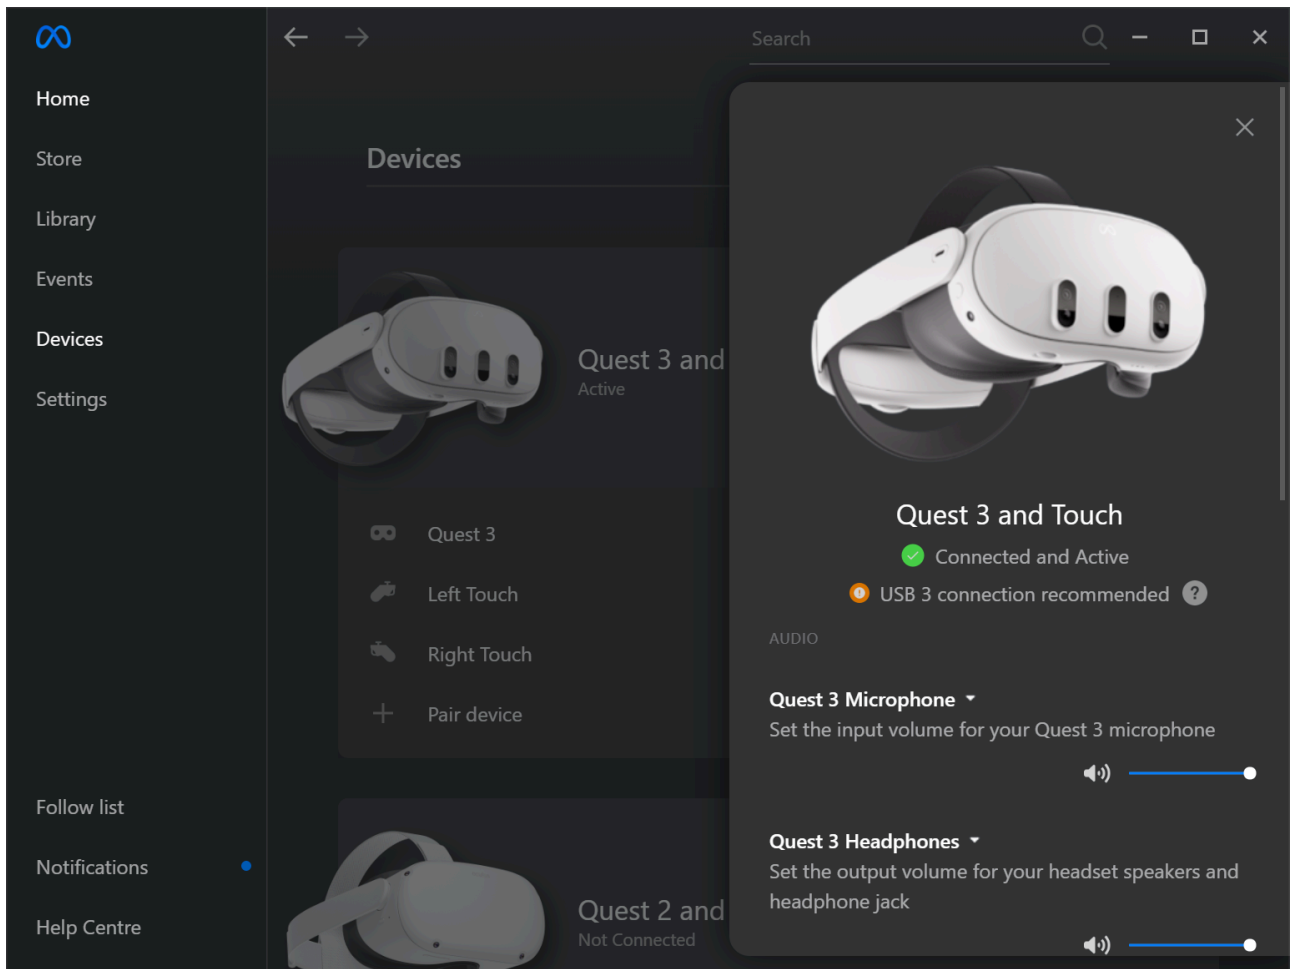 Search
Home
Store
Library
Events
Devices
Settings
Follow list
Notifications
Help Centre
Devices
Quest 3 and
Active
Quest 3
Left Touch
Right Touch
Pair device
Quest 2 and
Not Connected
Quest 3 and Touch
Connected and Active
USB 3 connection recommended ?
AUDIO
Quest 3 Microphone
Set the input volume for your Quest 3 microphone
Quest 3 Headphones
Set the output volume for your headset speakers and
headphone jack